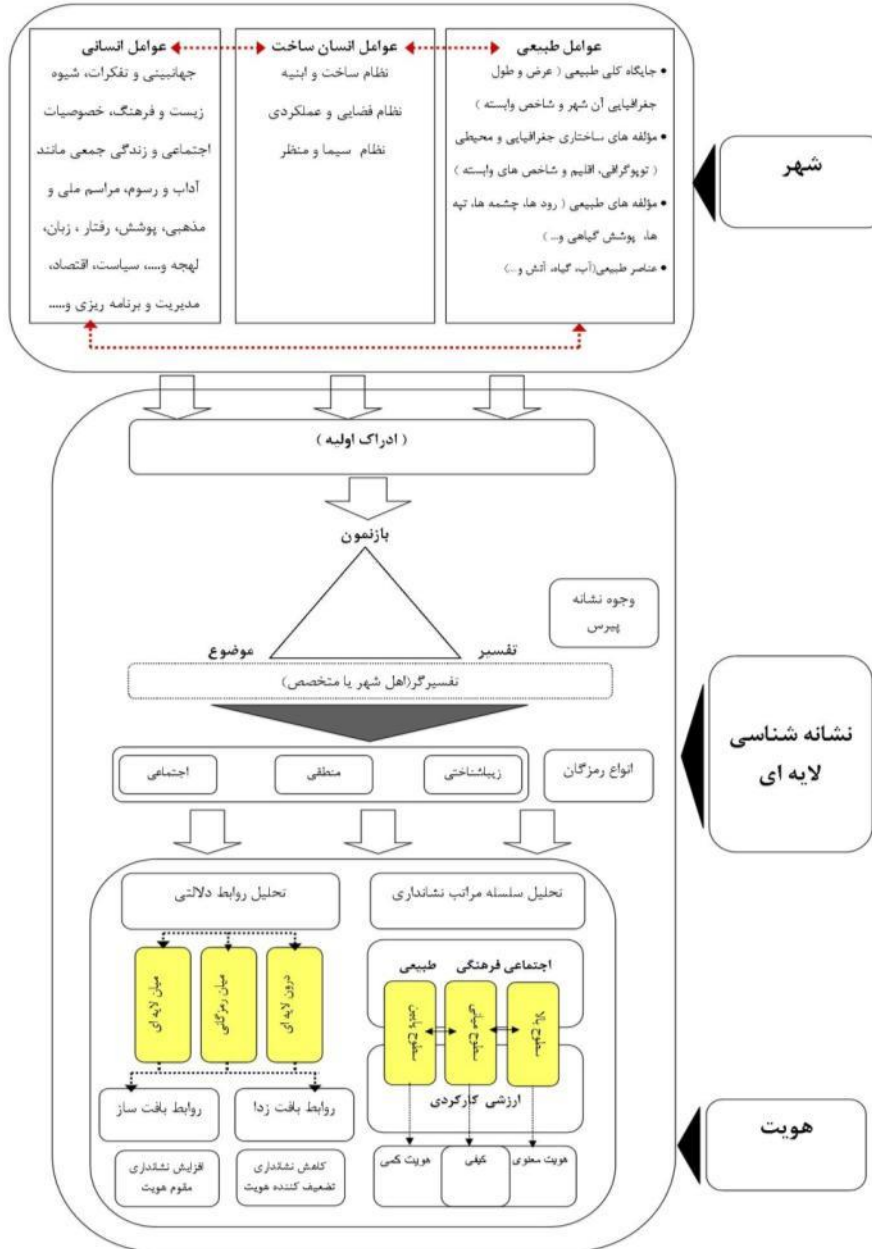 شهر
عوامل طبیعی
• جایگاه کلی طبیعی ( عرض و طول
جغرافیایی آن شهر و شاخص وابسته )
• مؤلفه های ساختاری جغرافیایی و محیطی
( توپوگرافی، اقلیم و شاخص های وابسته )
• مؤلفه های طبیعی ( رود ها، چشمه ها، تپه
ها، پوشش گیاهی و... )
• عناصر طبیعی(آب، گیاه، آتش و...)
عوامل انسان ساخت
نظام ساخت و ابنیه
نظام فضایی و عملکردی
نظام سیما و منظر
عوامل انسانی
جهانبینی و تفکرات، شیوه
زیست و فرهنگ، خصوصیات
اجتماعی و زندگی جمعی مانند
آداب و رسوم، مراسم ملی و
مذهبی، پوشش، رفتار ، زبان،
لهجه و....، سیاست، اقتصاد،
مدیریت و برنامه ریزی و.....
( ادراک اولیه )
بازنمون
وجوه نشانه
پیرس
تفسیر
موضوع
تفسیرگر(اهل شهر یا متخصص)
نشانه شناسی
لایه ای
انواع رمزگان
زیباشناختی
منطقی
اجتماعی
تحلیل سلسله مراتب نشانداری
تحلیل روابط دلالتی
اجتماعی فرهنگی
طبیعی
سطوح بالا
سطوح میانی
سطوح پایین
ارزشی کارکردی
درون لایه ای
میان رمزگانی
میان لایه ای
روابط بافت زدا
روابط بافت ساز
هویت
هویت معنوی
کیفی
هویت کمی
کاهش نشانداری
تضعیف کننده هویت
افزایش نشانداری
مقوم هویت